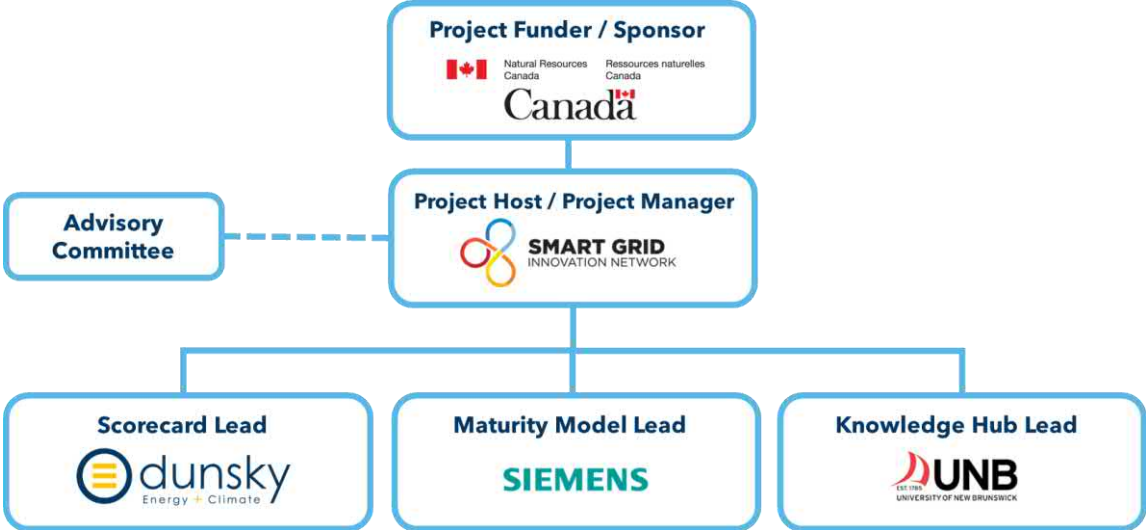 Project Funder / Sponsor
Natural Resources Canada
Ressources naturelles Canada
Canada
Advisory
Committee
Project Host / Project Manager
SMART GRID
INNOVATION NETWORK
Scorecard Lead
dunsky
Energy + Climate
Maturity Model Lead
SIEMENS
Knowledge Hub Lead
EST. 1785
UNB
UNIVERSITY OF NEW BRUNSWICK